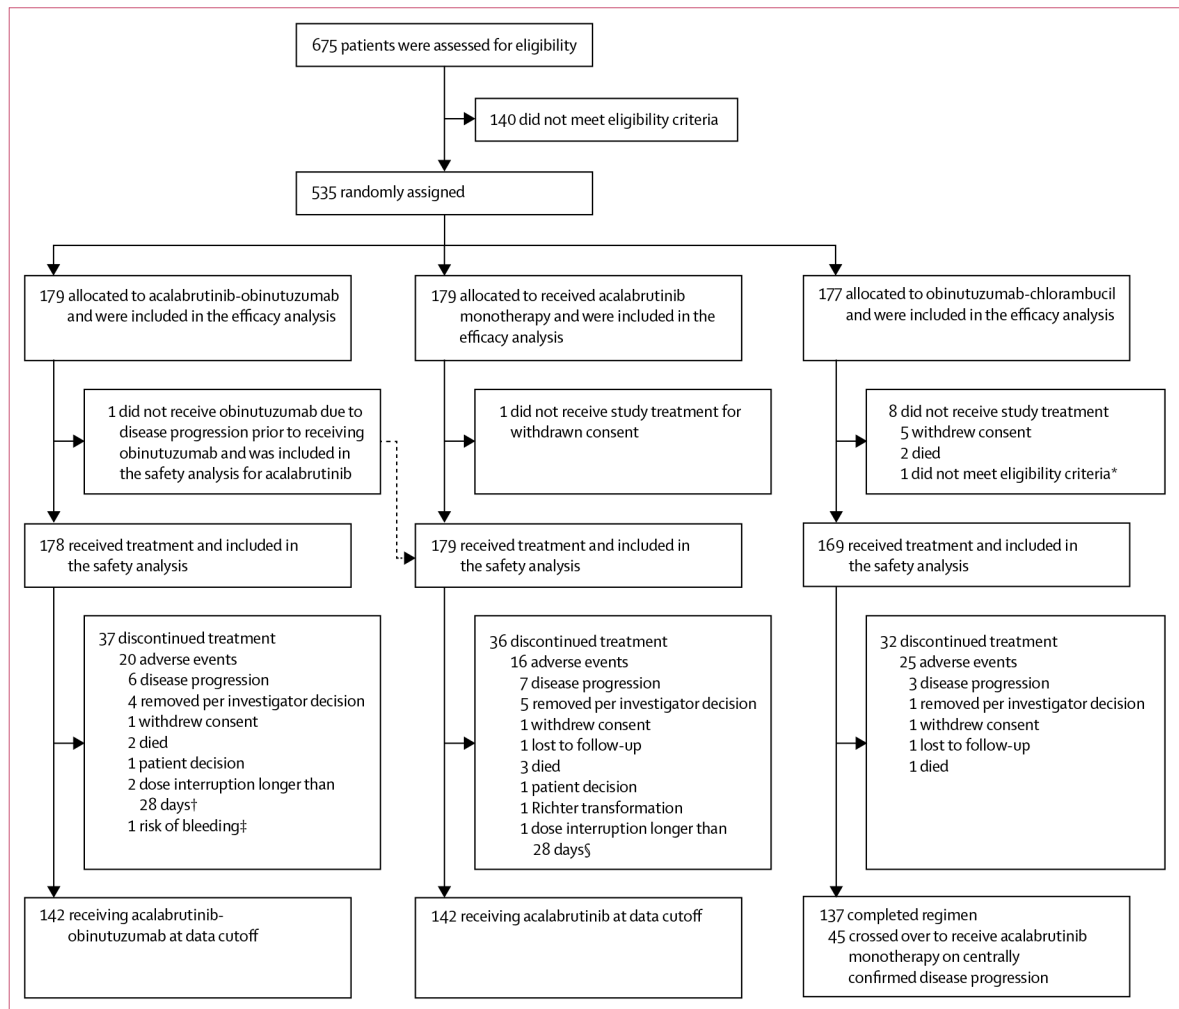 675 patients were assessed for eligibility
140 did not meet eligibility criteria
535 randomly assigned
179 allocated to acalabrutinib-obinutuzumab
and were included in the efficacy analysis
179 allocated to received acalabrutinib
monotherapy and were included in the
efficacy analysis
177 allocated to obinutuzumab-chlorambucil
and were included in the efficacy analysis
1 did not receive obinutuzumab due to
disease progression prior to receiving
obinutuzumab and was included in
the safety analysis for acalabrutinib
1 did not receive study treatment for
withdrawn consent
8 did not receive study treatment
5 withdrew consent
2 died
1 did not meet eligibility criteria*
178 received treatment and included in
the safety analysis
179 received treatment and included in
the safety analysis
169 received treatment and included in
the safety analysis
37 discontinued treatment
20 adverse events
6 disease progression
4 removed per investigator decision
1 withdrew consent
2 died
1 patient decision
2 dose interruption longer than
28 days†
1 risk of bleeding‡
36 discontinued treatment
16 adverse events
7 disease progression
5 removed per investigator decision
1 withdrew consent
1 lost to follow-up
3 died
1 patient decision
1 Richter transformation
1 dose interruption longer than
28 days§
32 discontinued treatment
25 adverse events
3 disease progression
1 removed per investigator decision
1 withdrew consent
1 lost to follow-up
1 died
142 receiving acalabrutinib-
obinutuzumab at data cutoff
142 receiving acalabrutinib at data cutoff
137 completed regimen
45 crossed over to receive acalabrutinib
monotherapy on centrally
confirmed disease progression